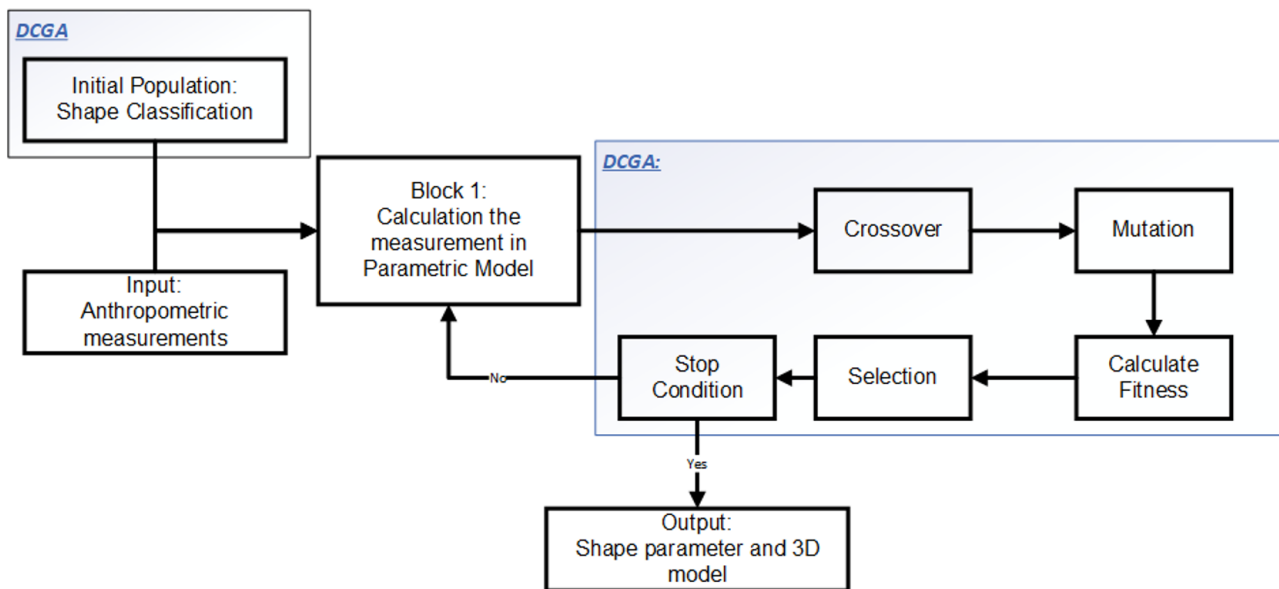 DCGA
Initial Population:
Shape Classification
Input:
Anthropometric
measurements
Block 1:
Calculation the
measurement in
Parametric Model
DCGA:
Crossover
Mutation
Calculate
Fitness
Selection
Stop
Condition
No
Yes
Output:
Shape parameter and 3D
model